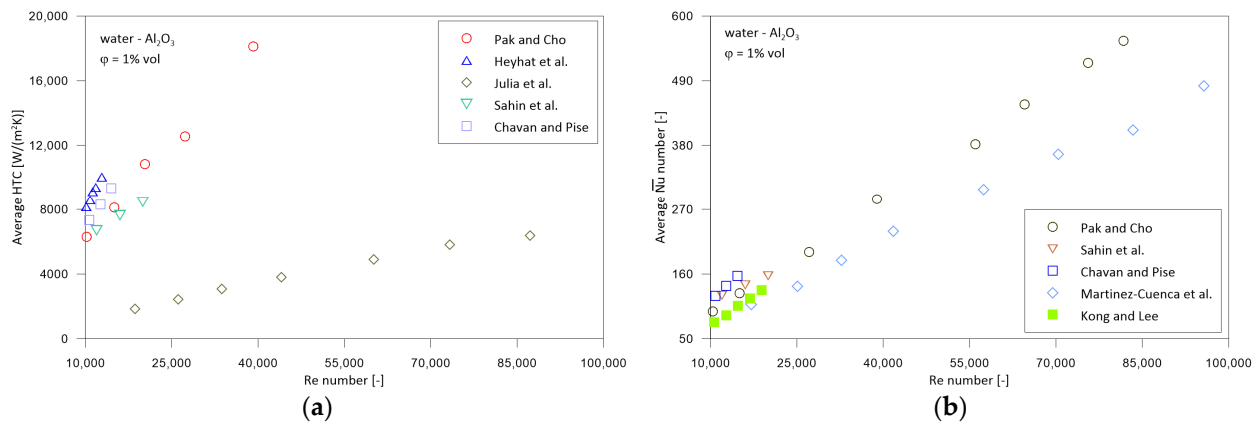 water - Al₂O₃
φ = 1% vol
Pak and Cho
Heyhat et al.
Julia et al.
Sahin et al.
Chavan and Pise
Average HTC [W/(m²K)]
20,000
16,000
12,000
8000
4000
0
10,000 25,000 40,000 55,000 70,000 85,000 100,000
Re number [-]
(a)
water - Al₂O₃
φ = 1% vol
Pak and Cho
Sahin et al.
Chavan and Pise
Martinez-Cuenca et al.
Kong and Lee
Average N̅u̅ number [-]
600
490
380
270
160
50
10,000 25,000 40,000 55,000 70,000 85,000 100,000
Re number [-]
(b)